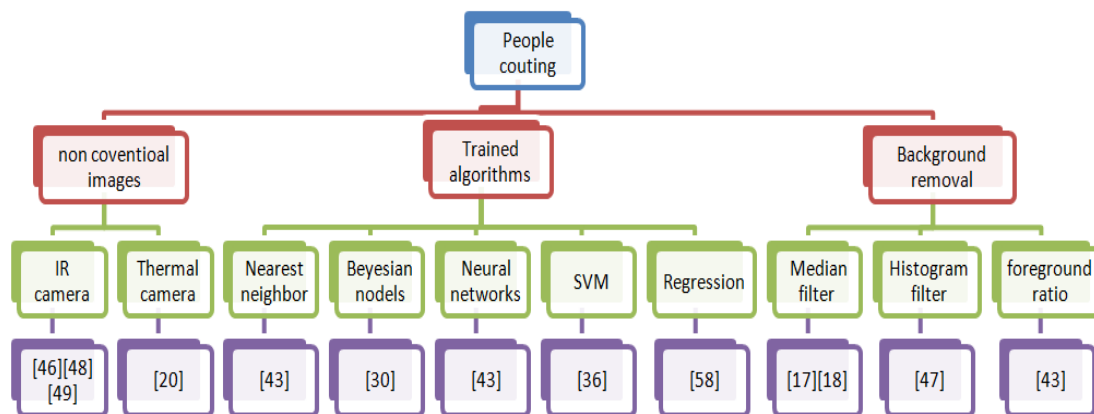 People
couting
non coventioal
images
Trained
algorithms
Background
removal
IR
camera
Thermal
camera
Nearest
neighbor
Beyesian
nodels
Neural
networks
SVM
Regression
Median
filter
Histogram
filter
foreground
ratio
[46][48]
[49]
[20]
[43]
[30]
[43]
[36]
[58]
[17][18]
[47]
[43]